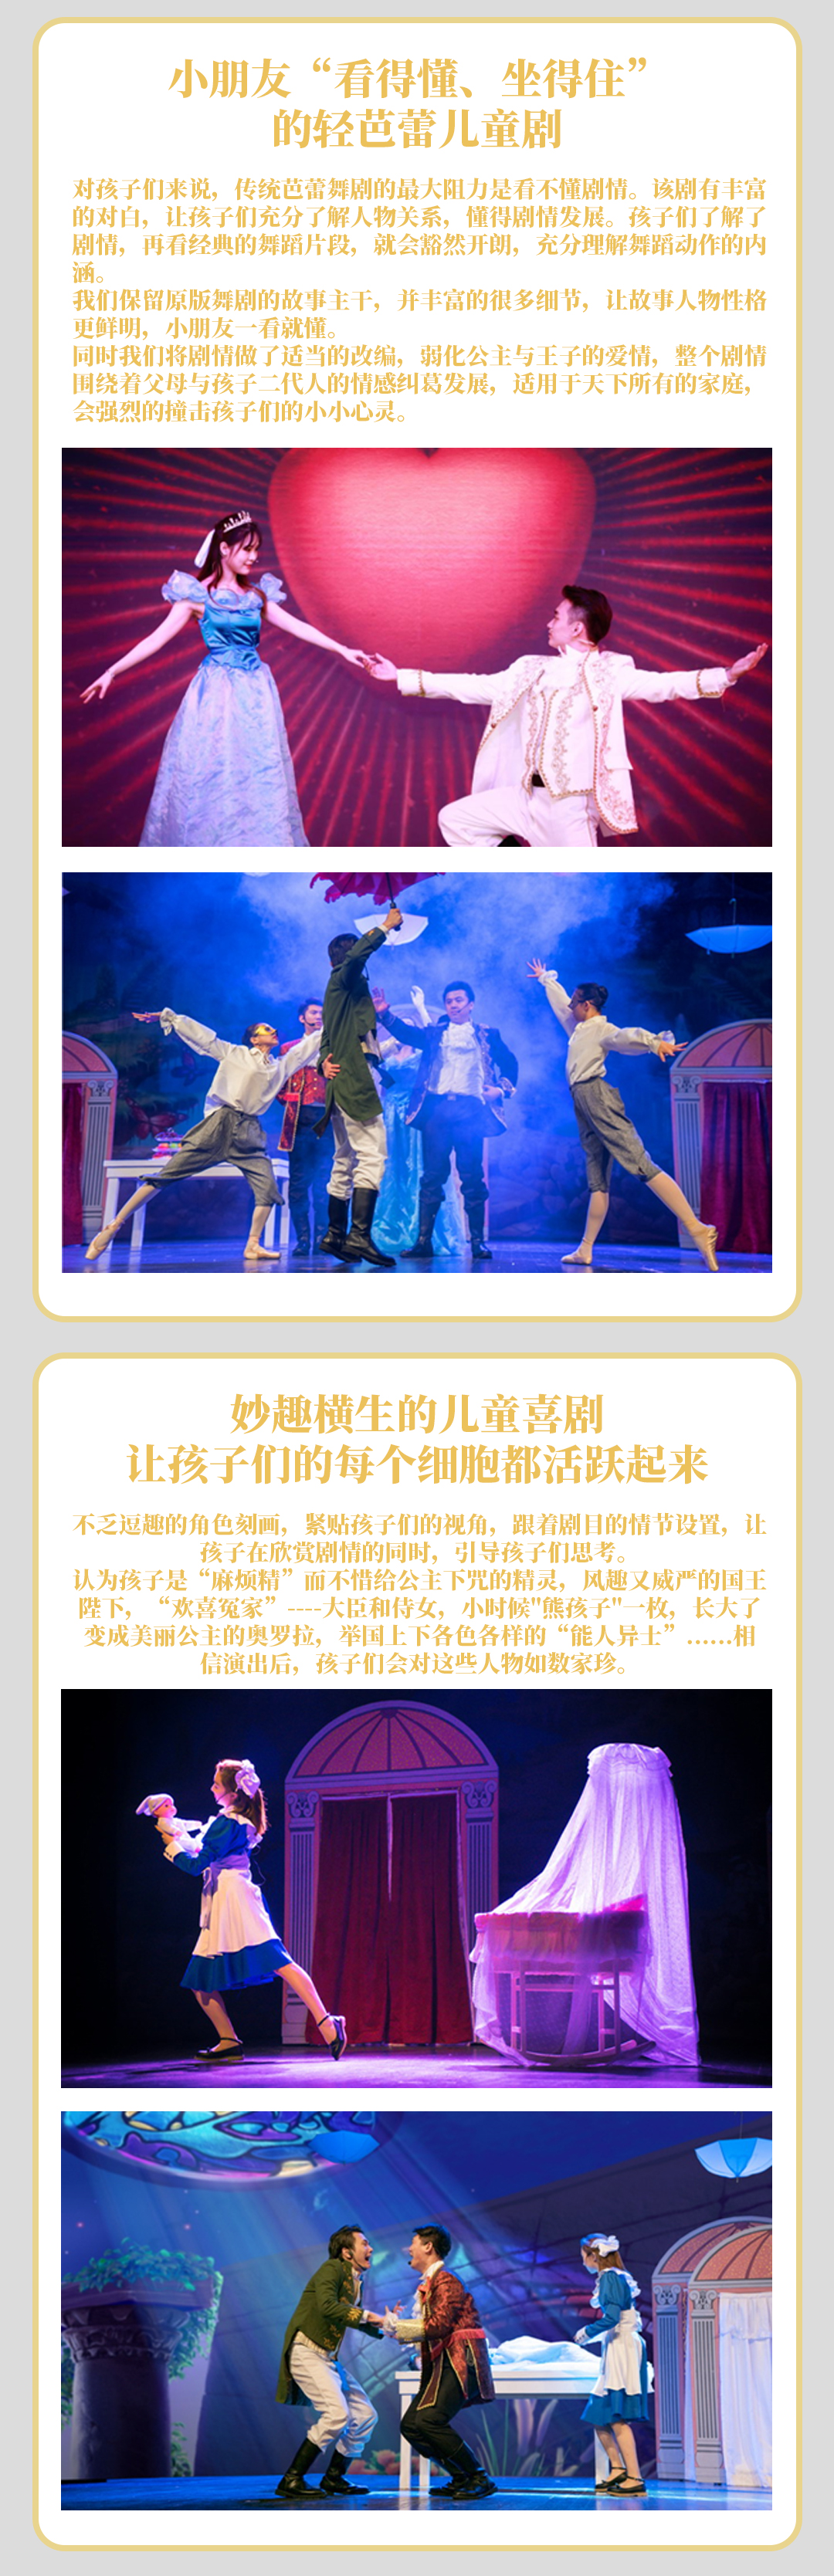 小朋友“看得懂、坐得住”
的轻芭蕾儿童剧
对孩子们来说，传统芭蕾舞剧的最大阻力是看不懂剧情。该剧有丰富
的对白，让孩子们充分了解人物关系，懂得剧情发展。孩子们了解了
剧情，再看经典的舞蹈片段，就会豁然开朗，充分理解舞蹈动作的内
涵。
我们保留原版舞剧的故事主干，并丰富的很多细节，让故事人物性格
更鲜明，小朋友一看就懂。
同时我们将剧情做了适当的改编，弱化公主与王子的爱情，整个剧情
围绕着父母与孩子二代人的情感纠葛发展，适用于天下所有的家庭，
会强烈的撞击孩子们的小小心灵。
妙趣横生的儿童喜剧
让孩子们的每个细胞都活跃起来
不乏逗趣的角色刻画，紧贴孩子们的视角，跟着剧目的情节设置，让
孩子在欣赏剧情的同时，引导孩子们思考。
认为孩子是“麻烦精”而不惜给公主下咒的精灵，风趣又威严的国王
陛下，“欢喜冤家”----大臣和侍女，小时候"熊孩子"一枚，长大了
变成美丽公主的奥罗拉，举国上下各色各样的“能人异士”......相
信演出后，孩子们会对这些人物如数家珍。